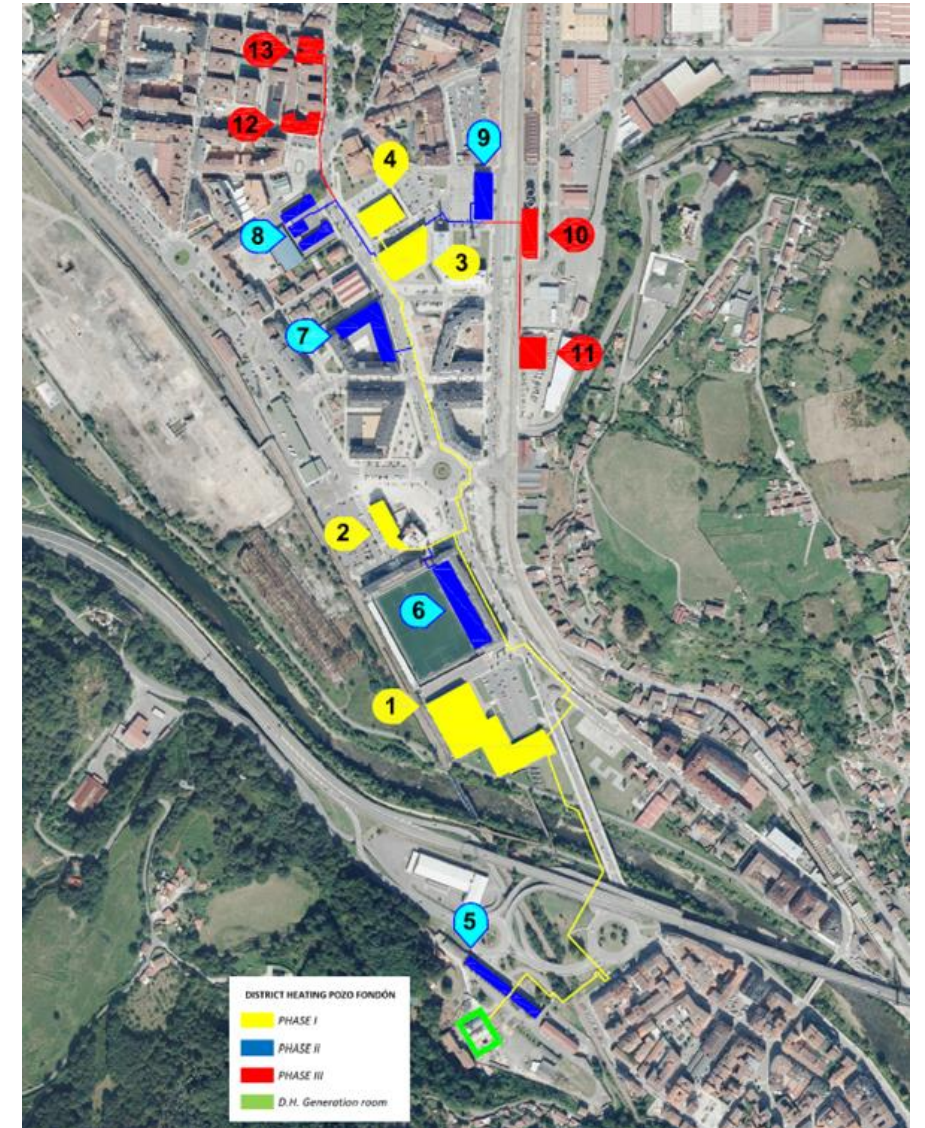 13
12
9
4
8
10
3
7
11
2
6
1
5
DISTRICT HEATING POZO FONDÓN
PHASE I
PHASE II
PHASE III
D.H. Generation room